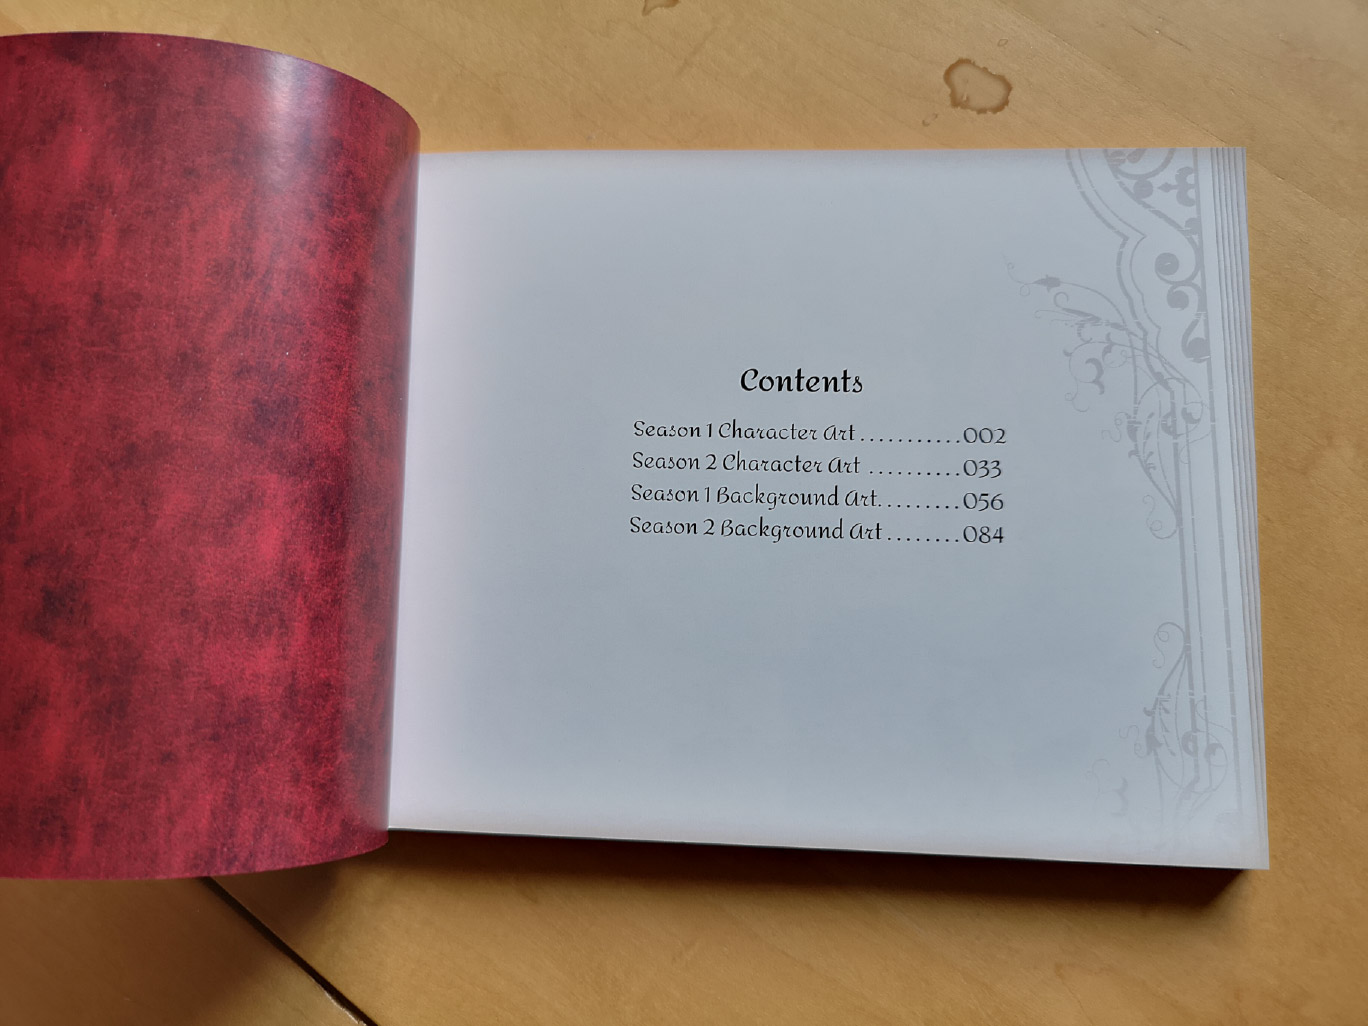 Contents
Season 1 Character Art...........002
Season 2 Character Art ..........033
Season 1 Background Art..........056
Season 2 Background Art........084